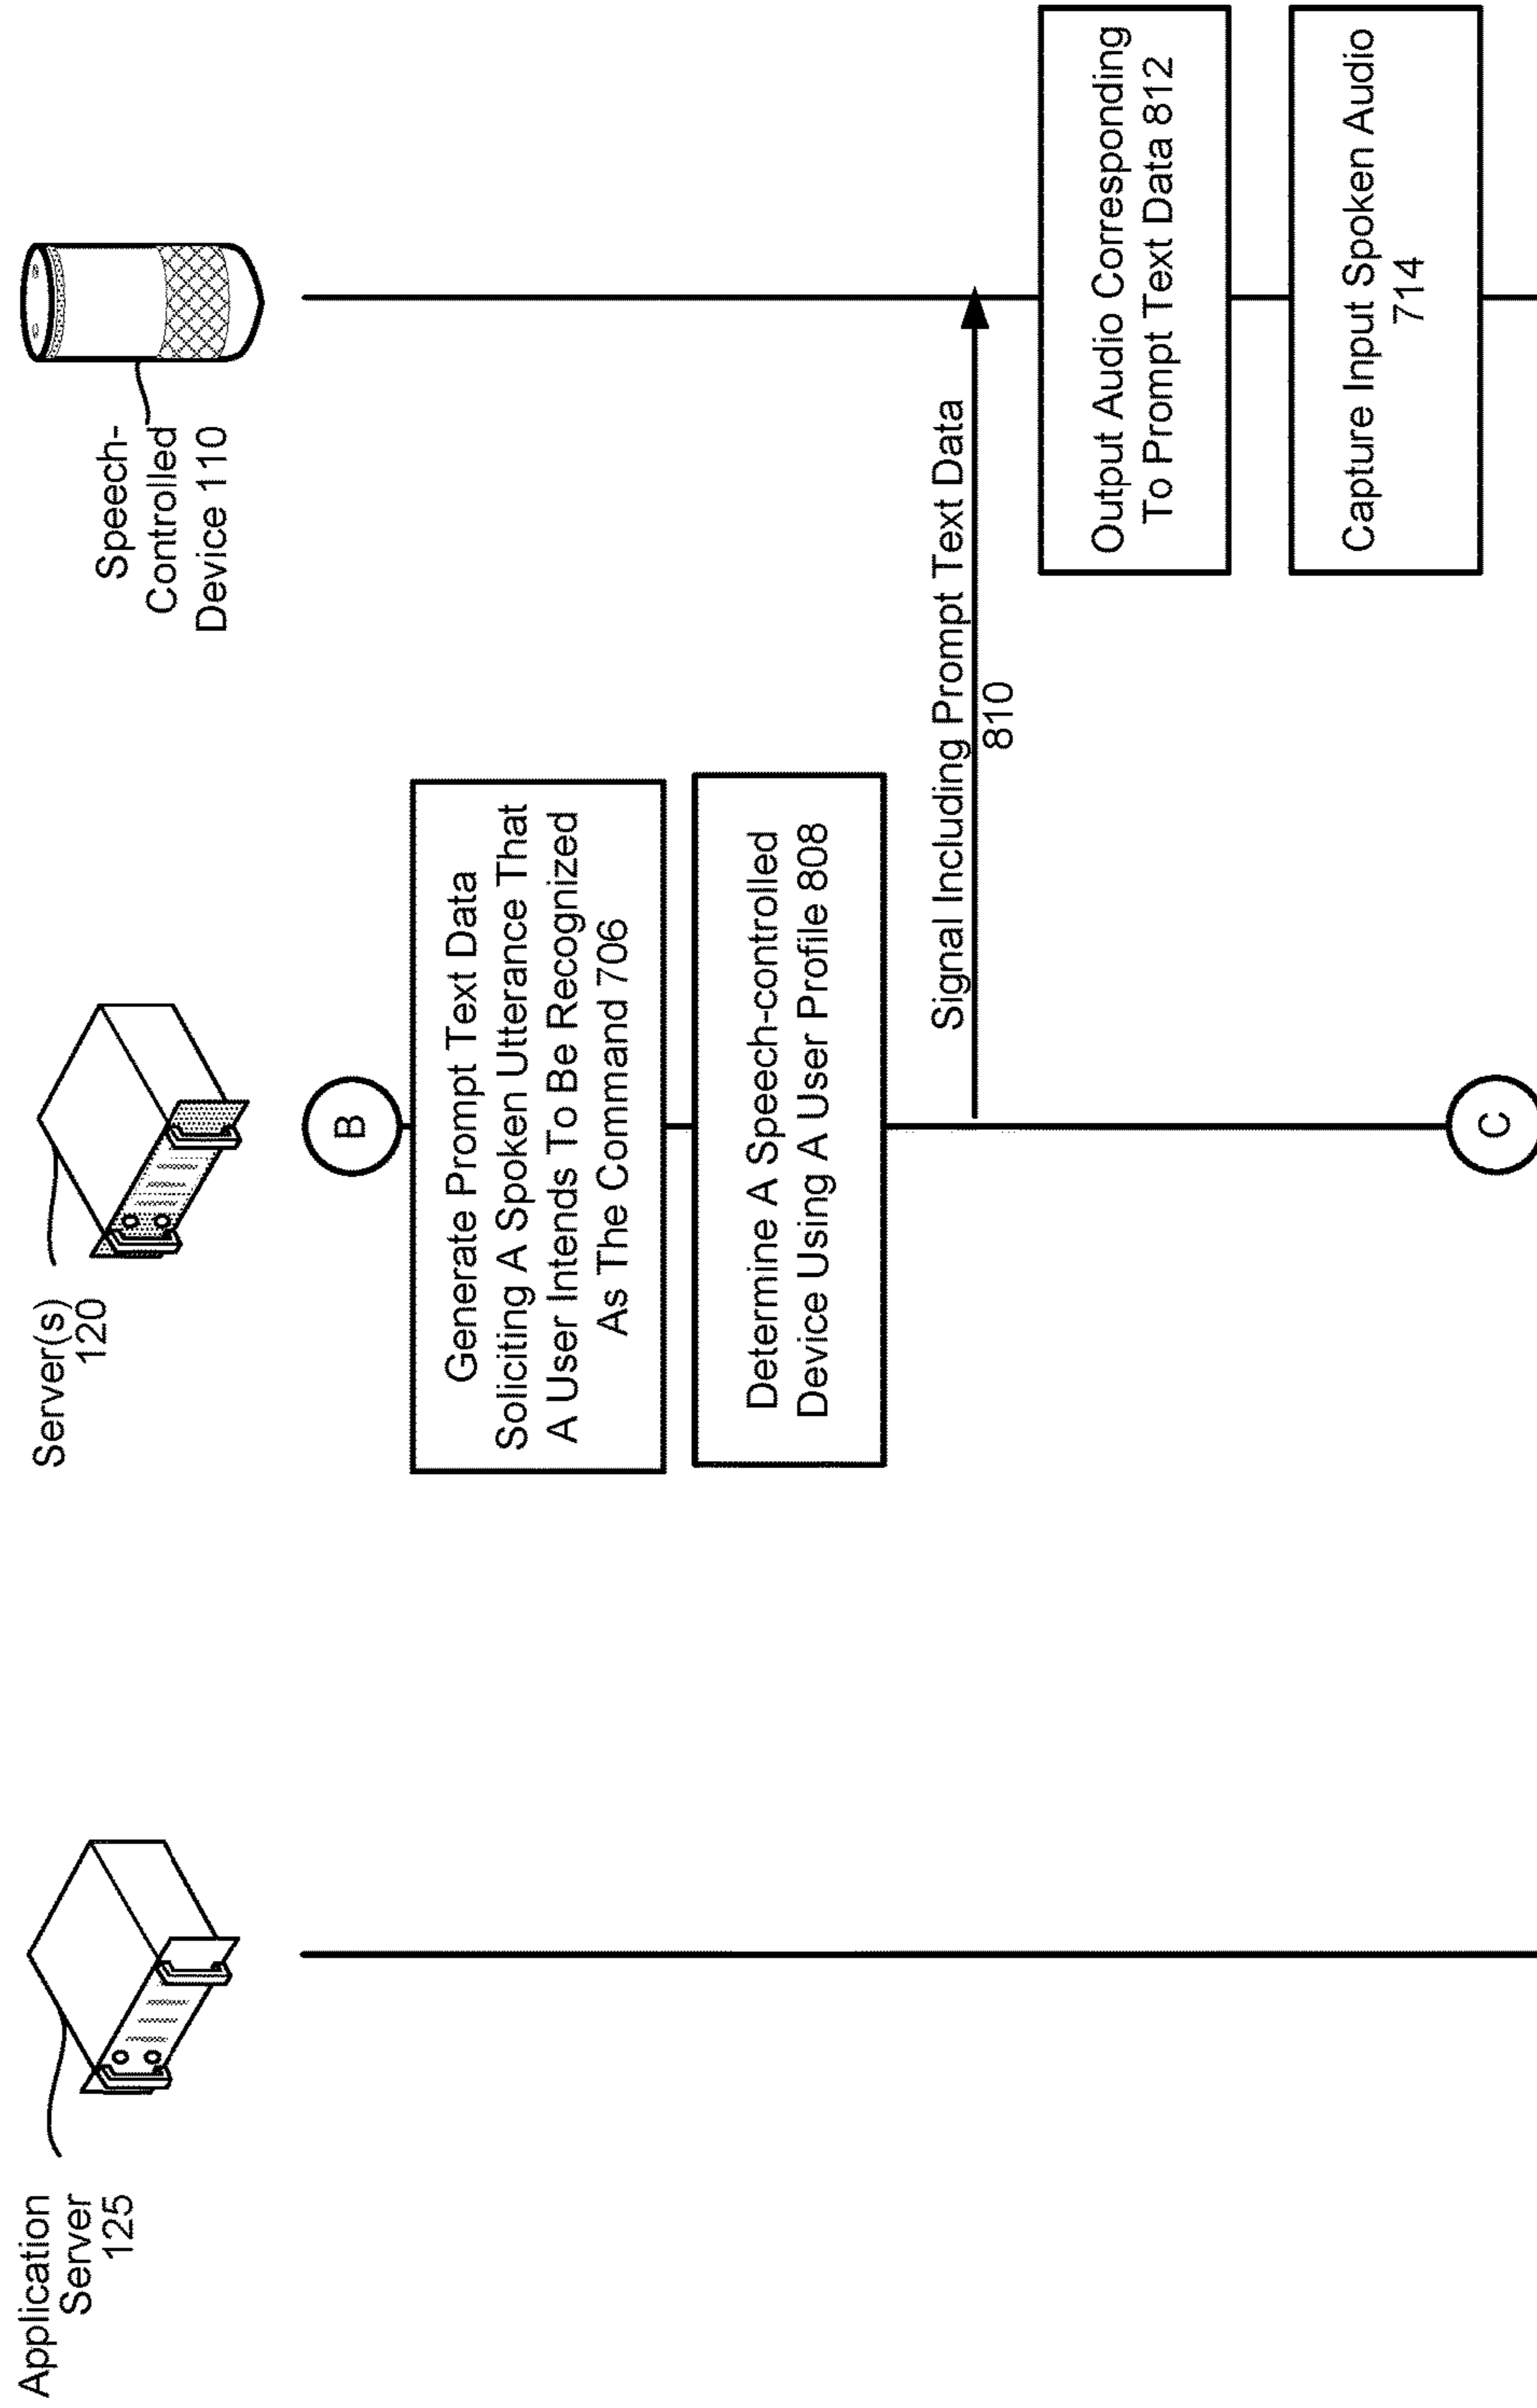 Application
Server
125
Server(s)
120
Speech-
Controlled
Device 110
B
Generate Prompt Text Data
Soliciting A Spoken Utterance That
A User Intends To Be Recognized
As The Command 706
Determine A Speech-controlled
Device Using A User Profile 808
Signal Including Prompt Text Data
810
Output Audio Corresponding
To Prompt Text Data 812
Capture Input Spoken Audio
714
C